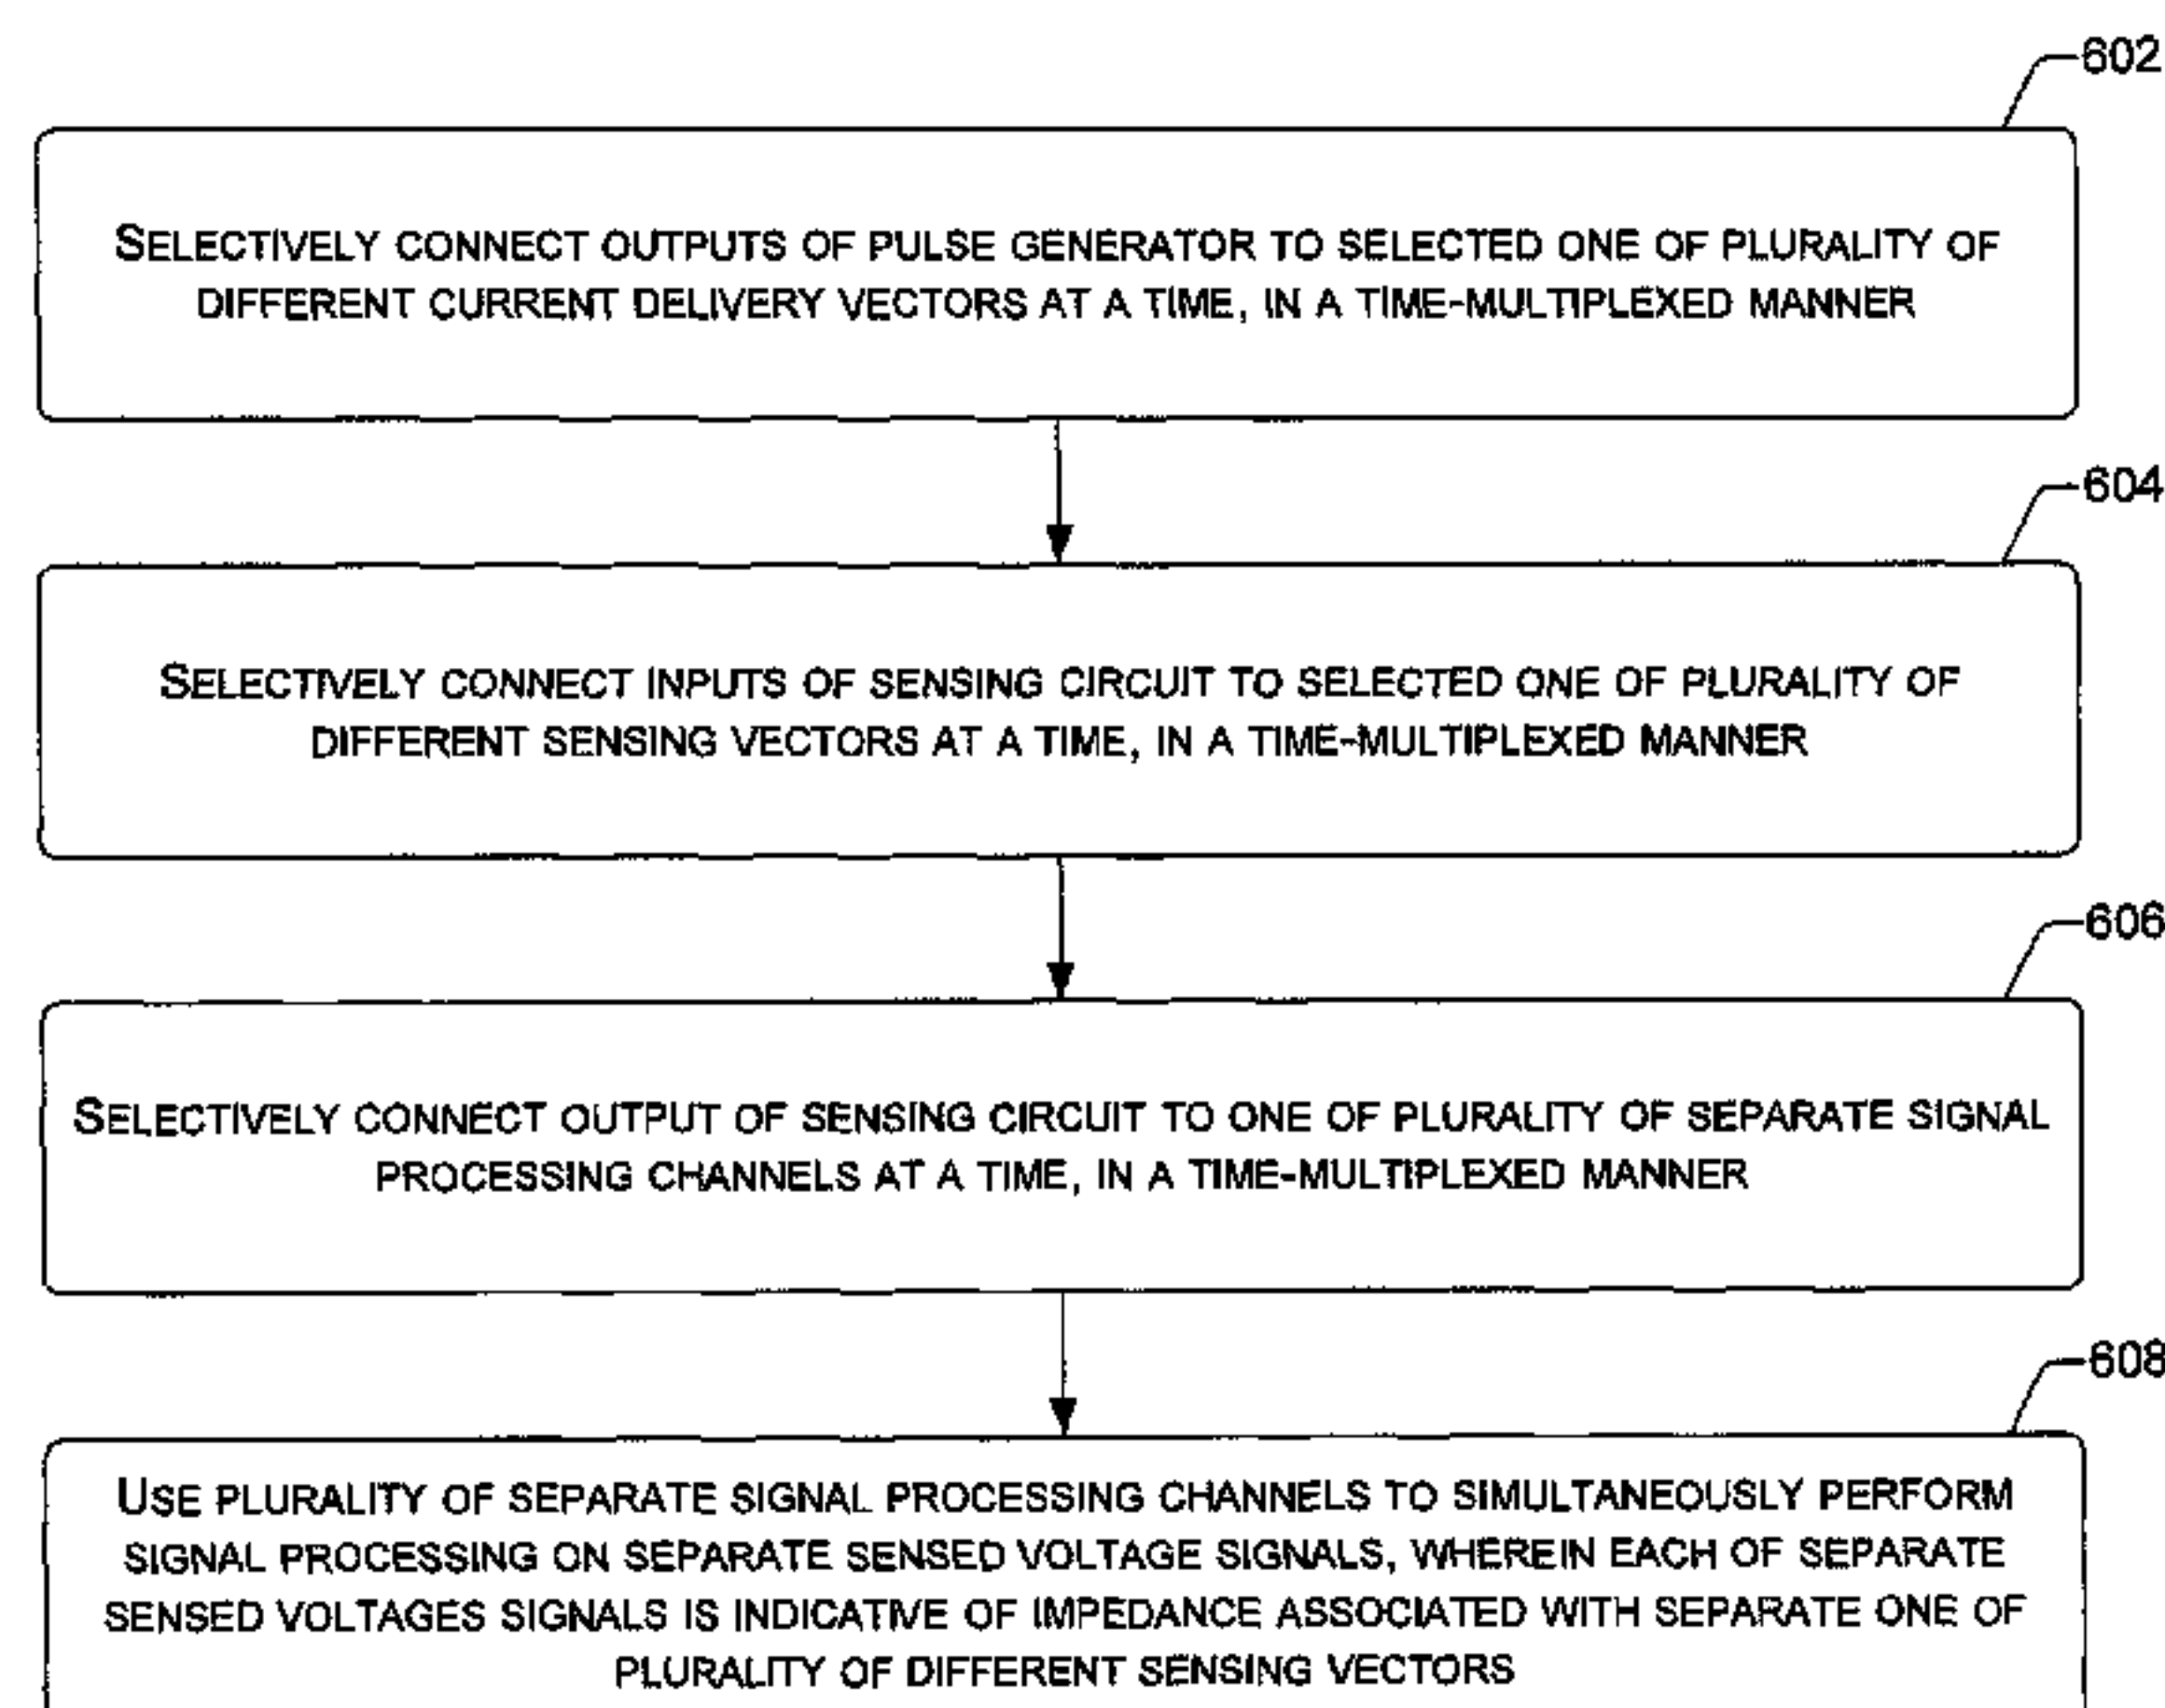 602
SELECTIVELY CONNECT OUTPUTS OF PULSE GENERATOR TO SELECTED ONE OF PLURALITY OF
DIFFERENT CURRENT DELIVERY VECTORS AT A TIME, IN A TIME-MULTIPLEXED MANNER
604
SELECTIVELY CONNECT INPUTS OF SENSING CIRCUIT TO SELECTED ONE OF PLURALITY OF
DIFFERENT SENSING VECTORS AT A TIME, IN A TIME-MULTIPLEXED MANNER
606
SELECTIVELY CONNECT OUTPUT OF SENSING CIRCUIT TO ONE OF PLURALITY OF SEPARATE SIGNAL
PROCESSING CHANNELS AT A TIME, IN A TIME-MULTIPLEXED MANNER
608
USE PLURALITY OF SEPARATE SIGNAL PROCESSING CHANNELS TO SIMULTANEOUSLY PERFORM
SIGNAL PROCESSING ON SEPARATE SENSED VOLTAGE SIGNALS, WHEREIN EACH OF SEPARATE
SENSED VOLTAGES SIGNALS IS INDICATIVE OF IMPEDANCE ASSOCIATED WITH SEPARATE ONE OF
PLURALITY OF DIFFERENT SENSING VECTORS